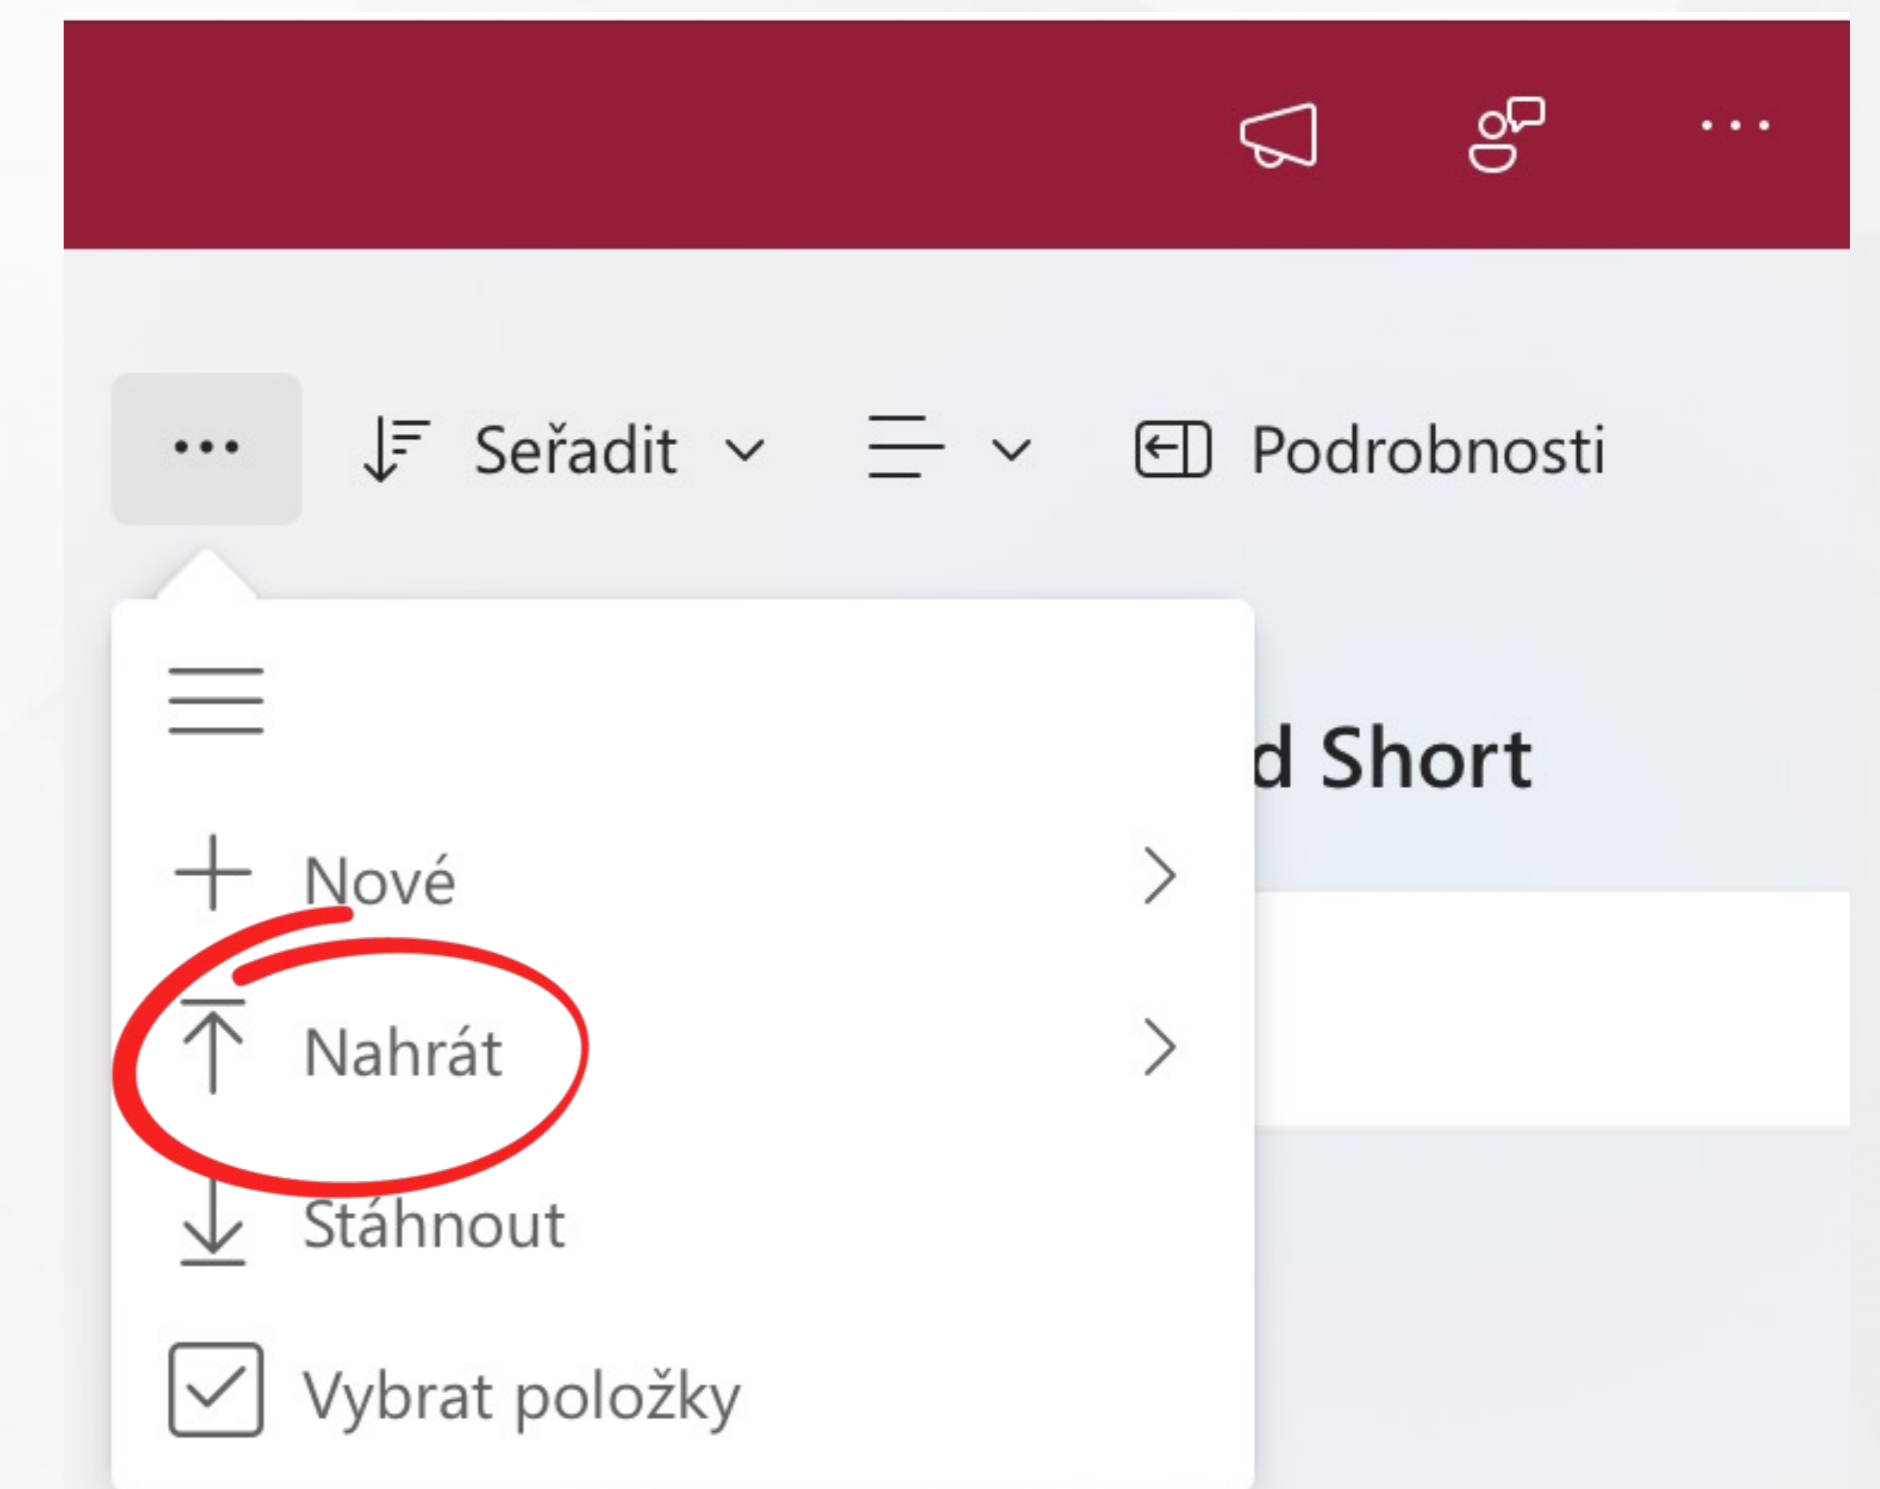 Seřadit
Podrobnosti
d Short
Nové
Nahrát
Stáhnout
Vybrat položky